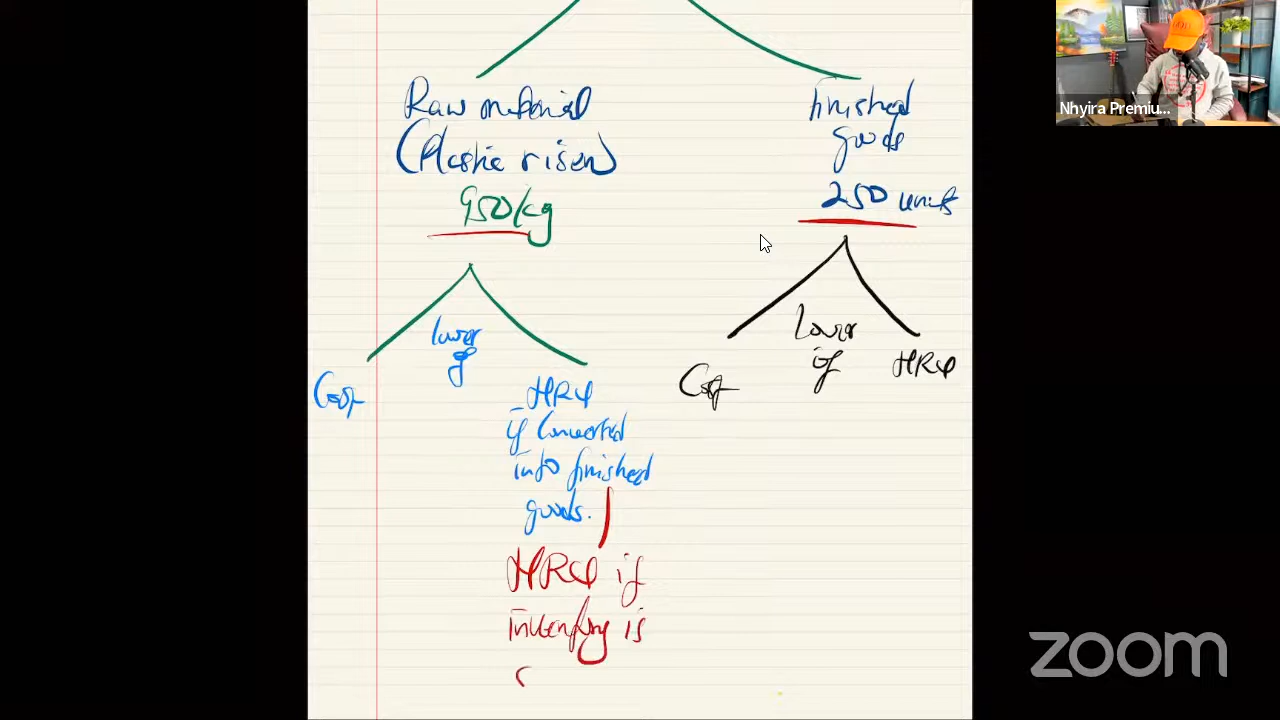 Raw material
(Plastic risen)
950/kg
lower
of
Cost
NRV
if converted
into finished
goods.
NRV if
inventory is
finished
goods
250 units
Lower
of
Cost
NRV
Nhyira Premiu...
zoom